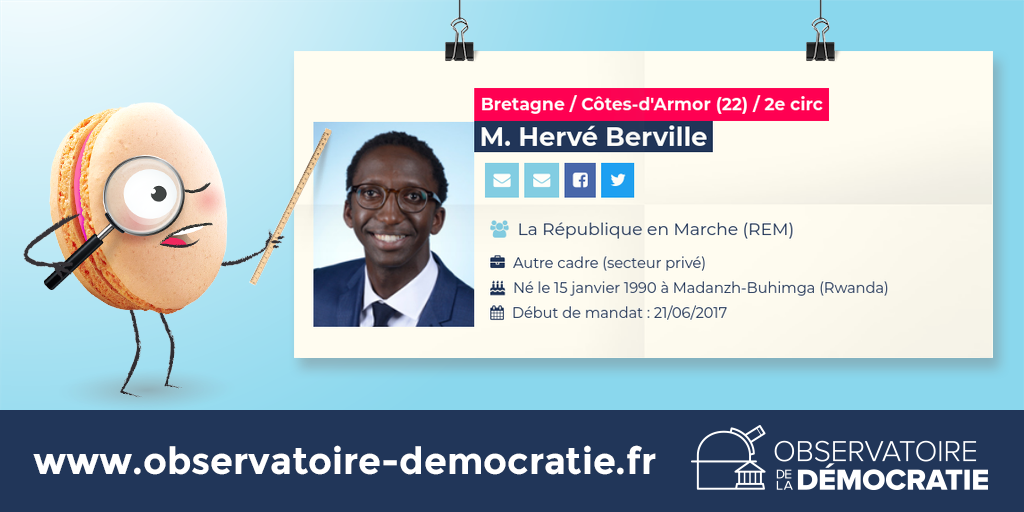 Bretagne / Côtes-d'Armor (22) / 2e circ
M. Hervé Berville
La République en Marche (REM)
Autre cadre (secteur privé)
Né le 15 janvier 1990 à Madanzh-Buhimga (Rwanda)
Début de mandat : 21/06/2017
www.observatoire-democratie.fr
OBSERVATOIRE
DE LA DÉMOCRATIE